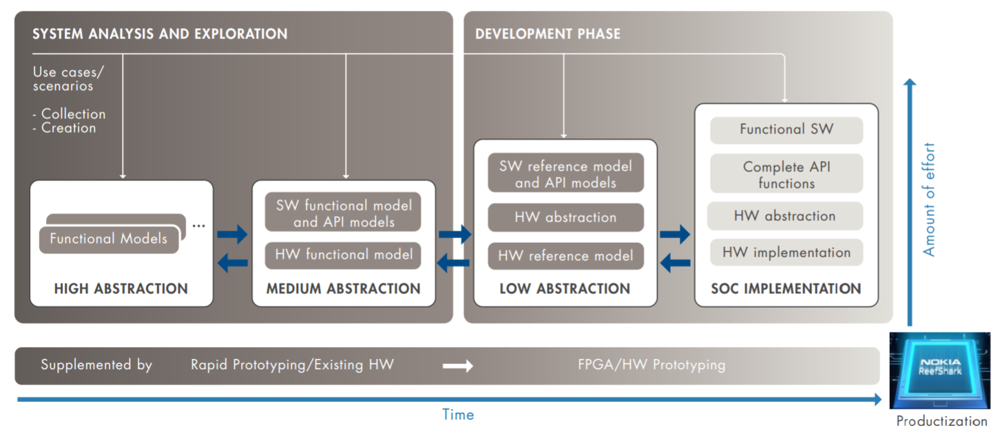 SYSTEM ANALYSIS AND EXPLORATION
Use cases/
scenarios
- Collection
- Creation
Functional Models
...
HIGH ABSTRACTION
SW functional model
and API models
HW functional model
MEDIUM ABSTRACTION
DEVELOPMENT PHASE
SW reference model
and API models
HW abstraction
HW reference model
LOW ABSTRACTION
Functional SW
Complete API
functions
HW abstraction
HW implementation
SOC IMPLEMENTATION
Amount of effort
Supplemented by Rapid Prototyping/Existing HW FPGA/HW Prototyping
Time
NOKIA
ReefShark
Productization